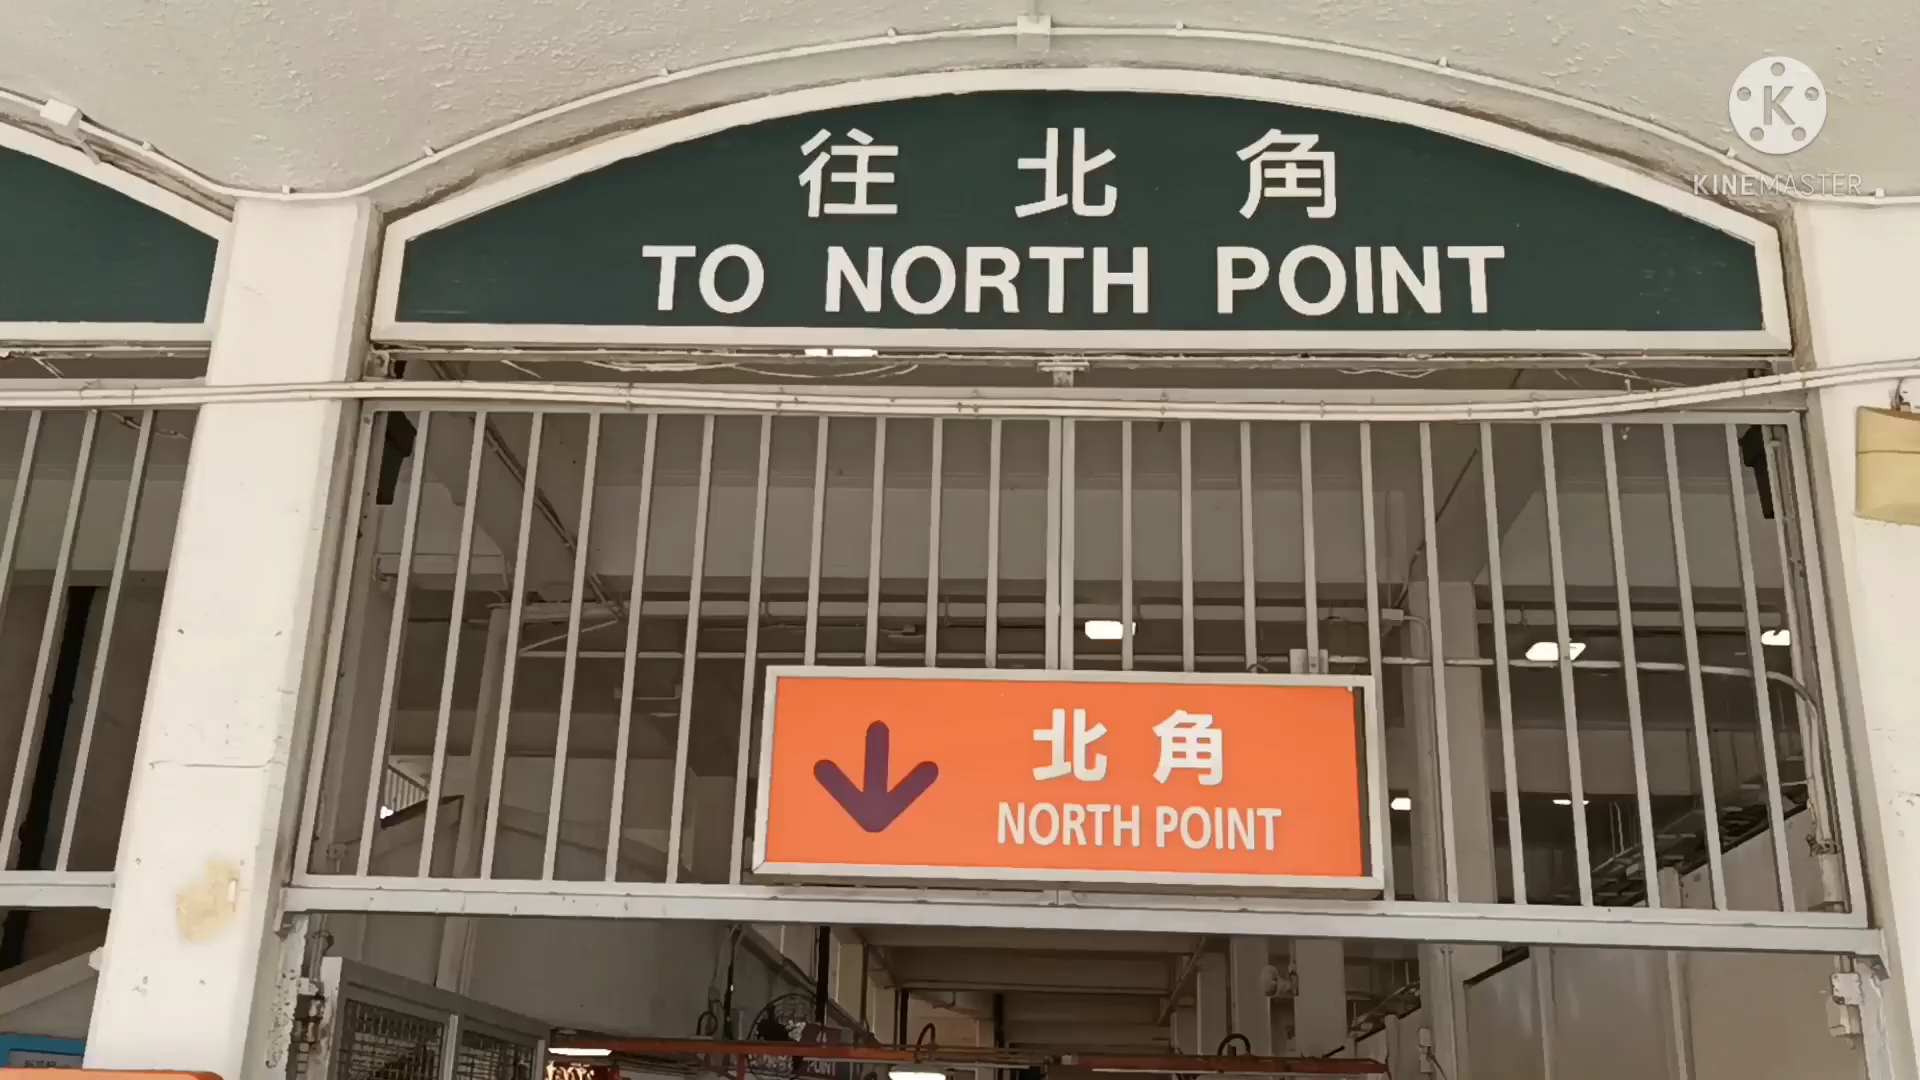 往北角
TO NORTH POINT
北角
NORTH POINT
K
KINEMASTER